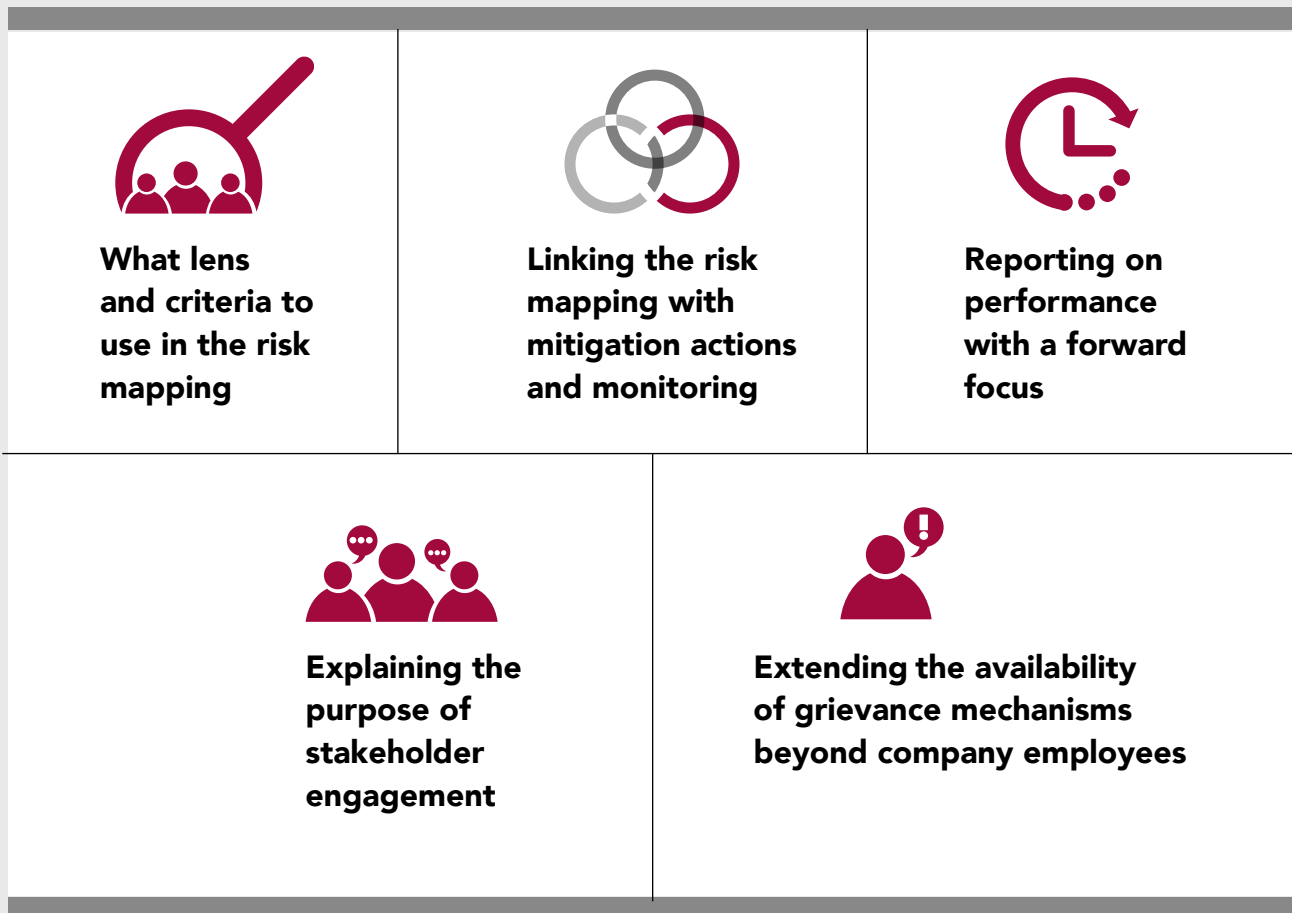 What lens
and criteria to
use in the risk
mapping
Linking the risk
mapping with
mitigation actions
and monitoring
Reporting on
performance
with a forward
focus
Explaining the
purpose of
stakeholder
engagement
Extending the availability
of grievance mechanisms
beyond company employees